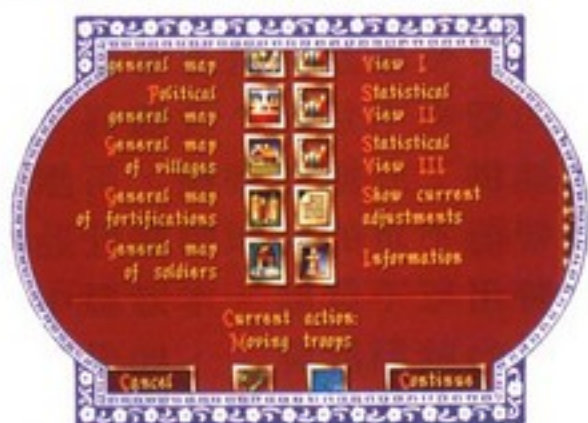 general map
View I
Political
general map
Statistical
View II
General map
of villages
Statistical
View III
General map
of fortifications
Show current
adjustments
General map
of soldiers
Information
Current action:
Moving troops
Cancel
Continue